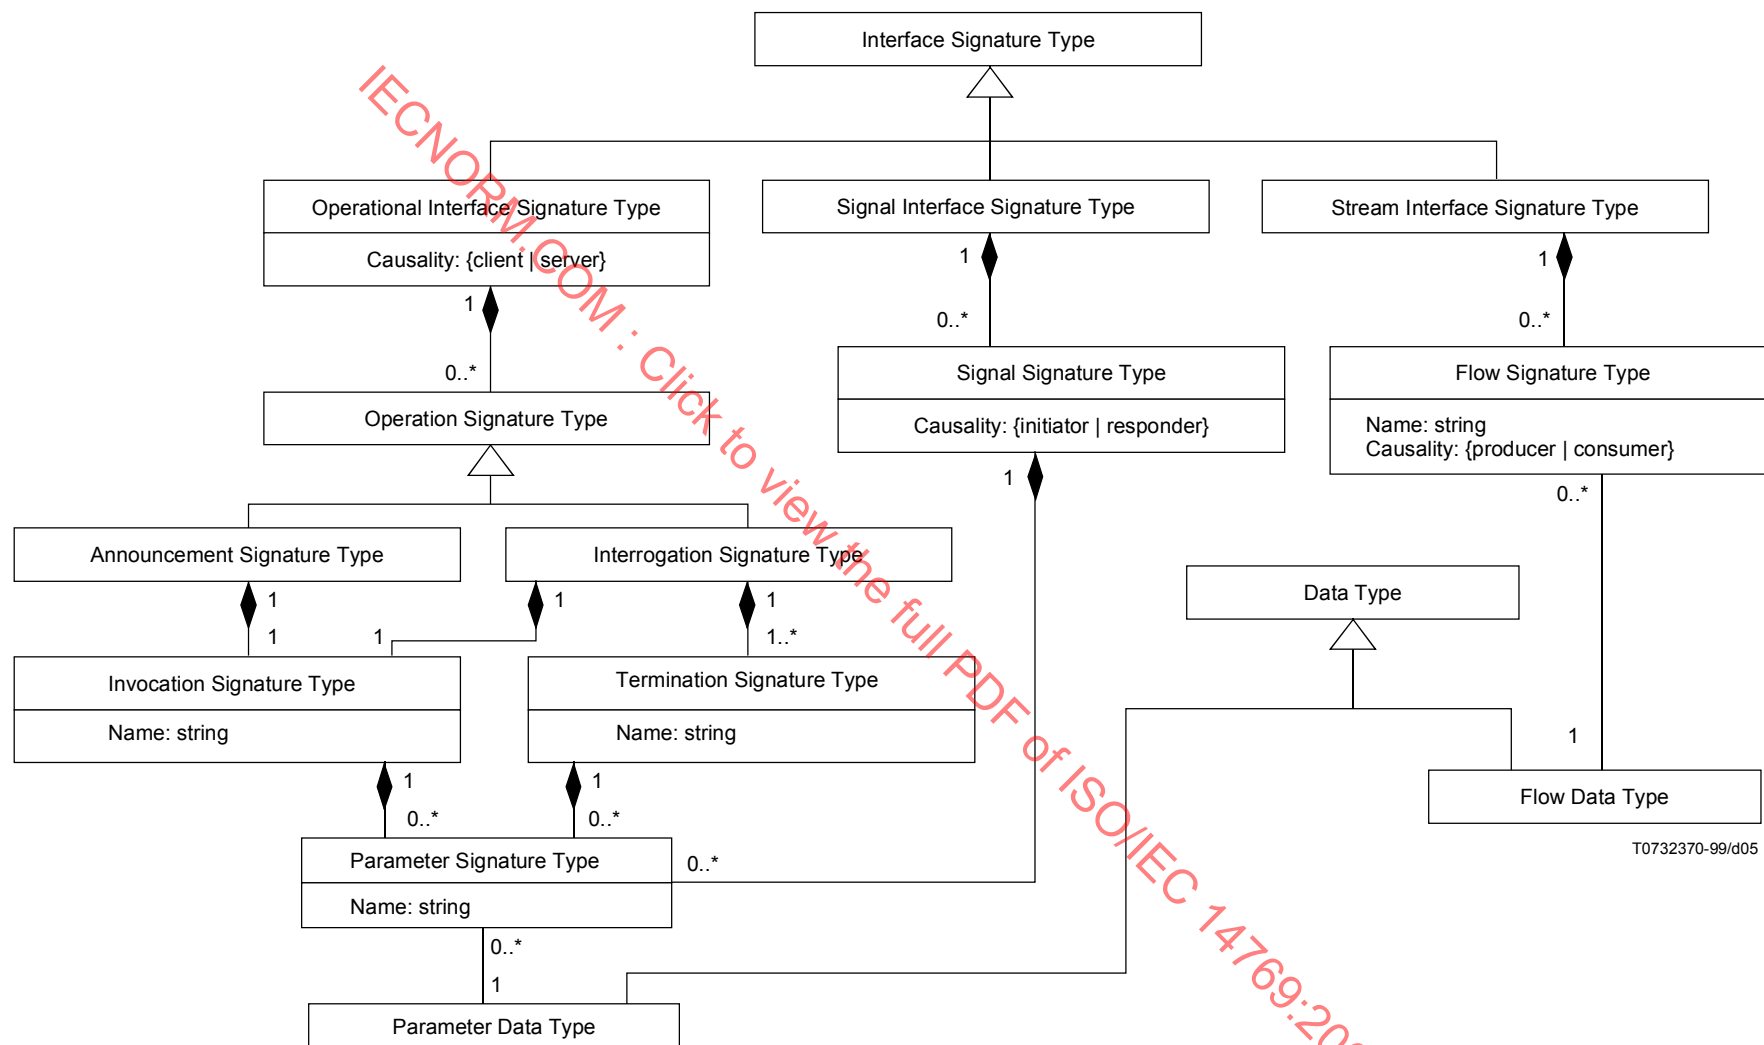 Interface Signature Type
Operational Interface Signature Type
Causality: {client | server}
Signal Interface Signature Type
Stream Interface Signature Type
1
0..*
1
0..*
1
0..*
Operation Signature Type
Signal Signature Type
Causality: {initiator | responder}
Flow Signature Type
Name: string
Causality: {producer | consumer}
1
0..*
Announcement Signature Type
Interrogation Signature Type
Data Type
1
1
1
1
1
1..*
Invocation Signature Type
Name: string
Termination Signature Type
Name: string
1
Flow Data Type
1
0..*
1
0..*
T0732370-99/d05
Parameter Signature Type
Name: string
0..*
0..*
1
Parameter Data Type
IECNORM.COM : Click to view the full PDF of ISO/IEC 14769:20